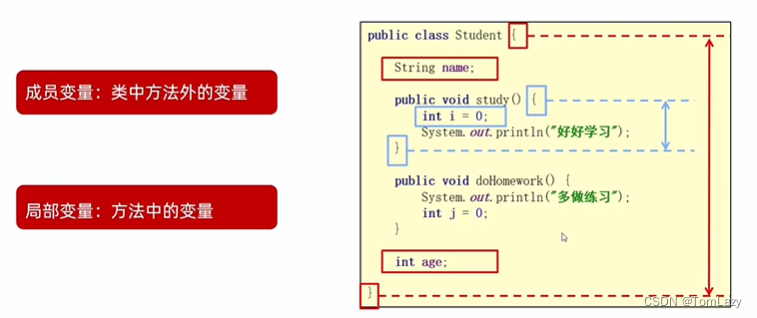 成员变量：类中方法外的变量
局部变量：方法中的变量
public class Student {
String name;
public void study() {
int i = 0;
System.out.println("好好学习");
}
public void doHomework() {
System.out.println("多做练习");
int j = 0;
}
int age;
}
CSDN @TomLazy